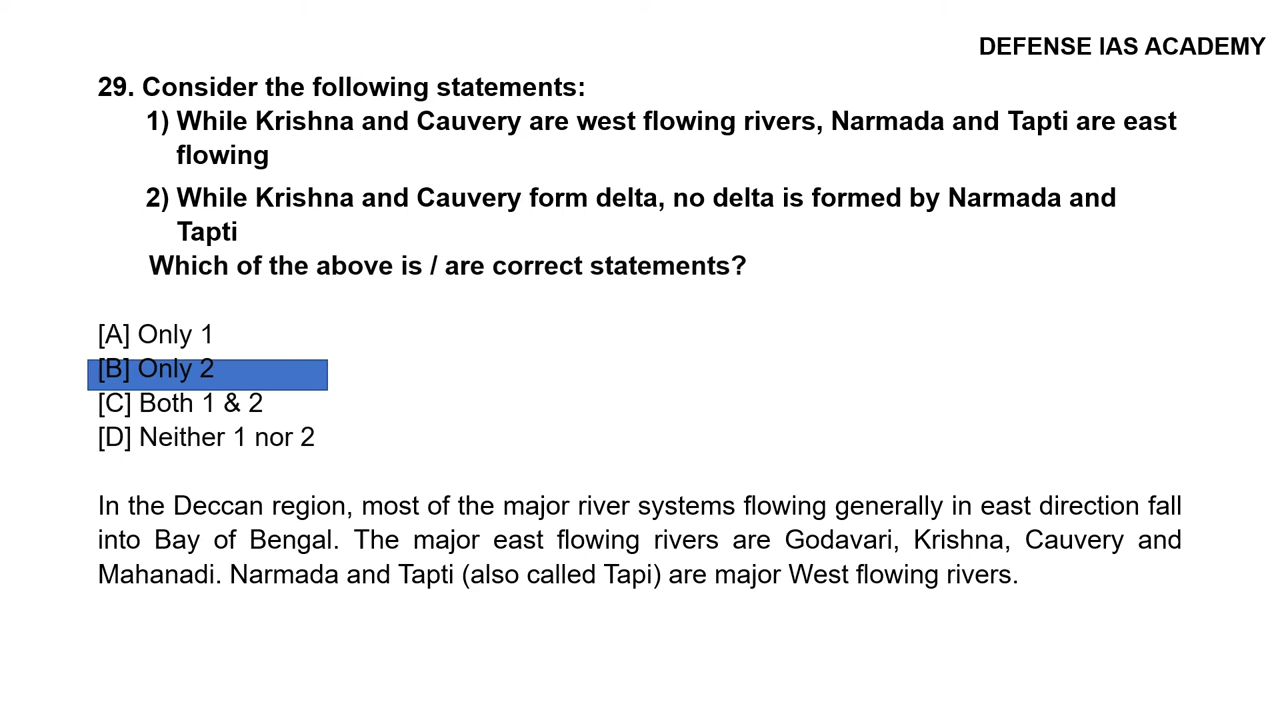 DEFENSE IAS ACADEMY
29. Consider the following statements:
1) While Krishna and Cauvery are west flowing rivers, Narmada and Tapti are east
flowing
2) While Krishna and Cauvery form delta, no delta is formed by Narmada and
Tapti
Which of the above is / are correct statements?
[A] Only 1
[B] Only 2
[C] Both 1 & 2
[D] Neither 1 nor 2
In the Deccan region, most of the major river systems flowing generally in east direction fall
into Bay of Bengal. The major east flowing rivers are Godavari, Krishna, Cauvery and
Mahanadi. Narmada and Tapti (also called Tapi) are major West flowing rivers.